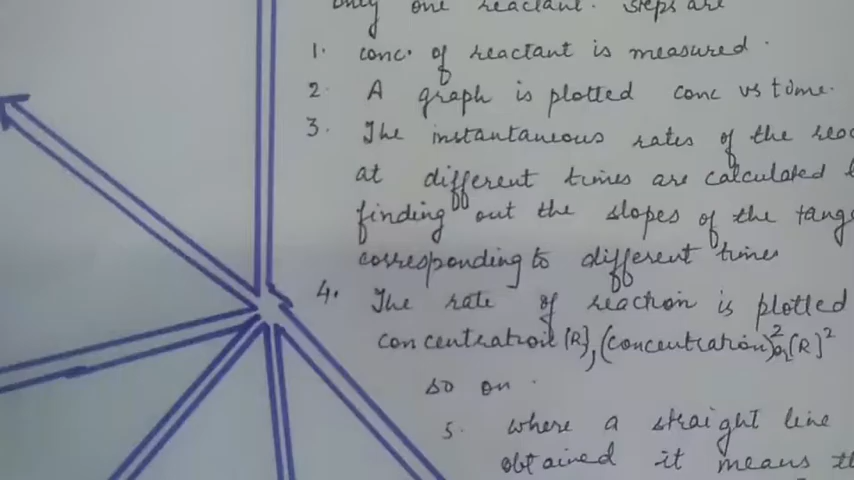 only one reactant. Steps are
1. conc. of reactant is measured.
2. A graph is plotted conc vs time.
3. The instantaneous rates of the reac
at different times are calculated
finding out the slopes of the tange
corresponding to different times
4. The rate of reaction is plotted
concentration [R], (concentration)² or [R]²
so on.
5. where a straight line
obtained it means th